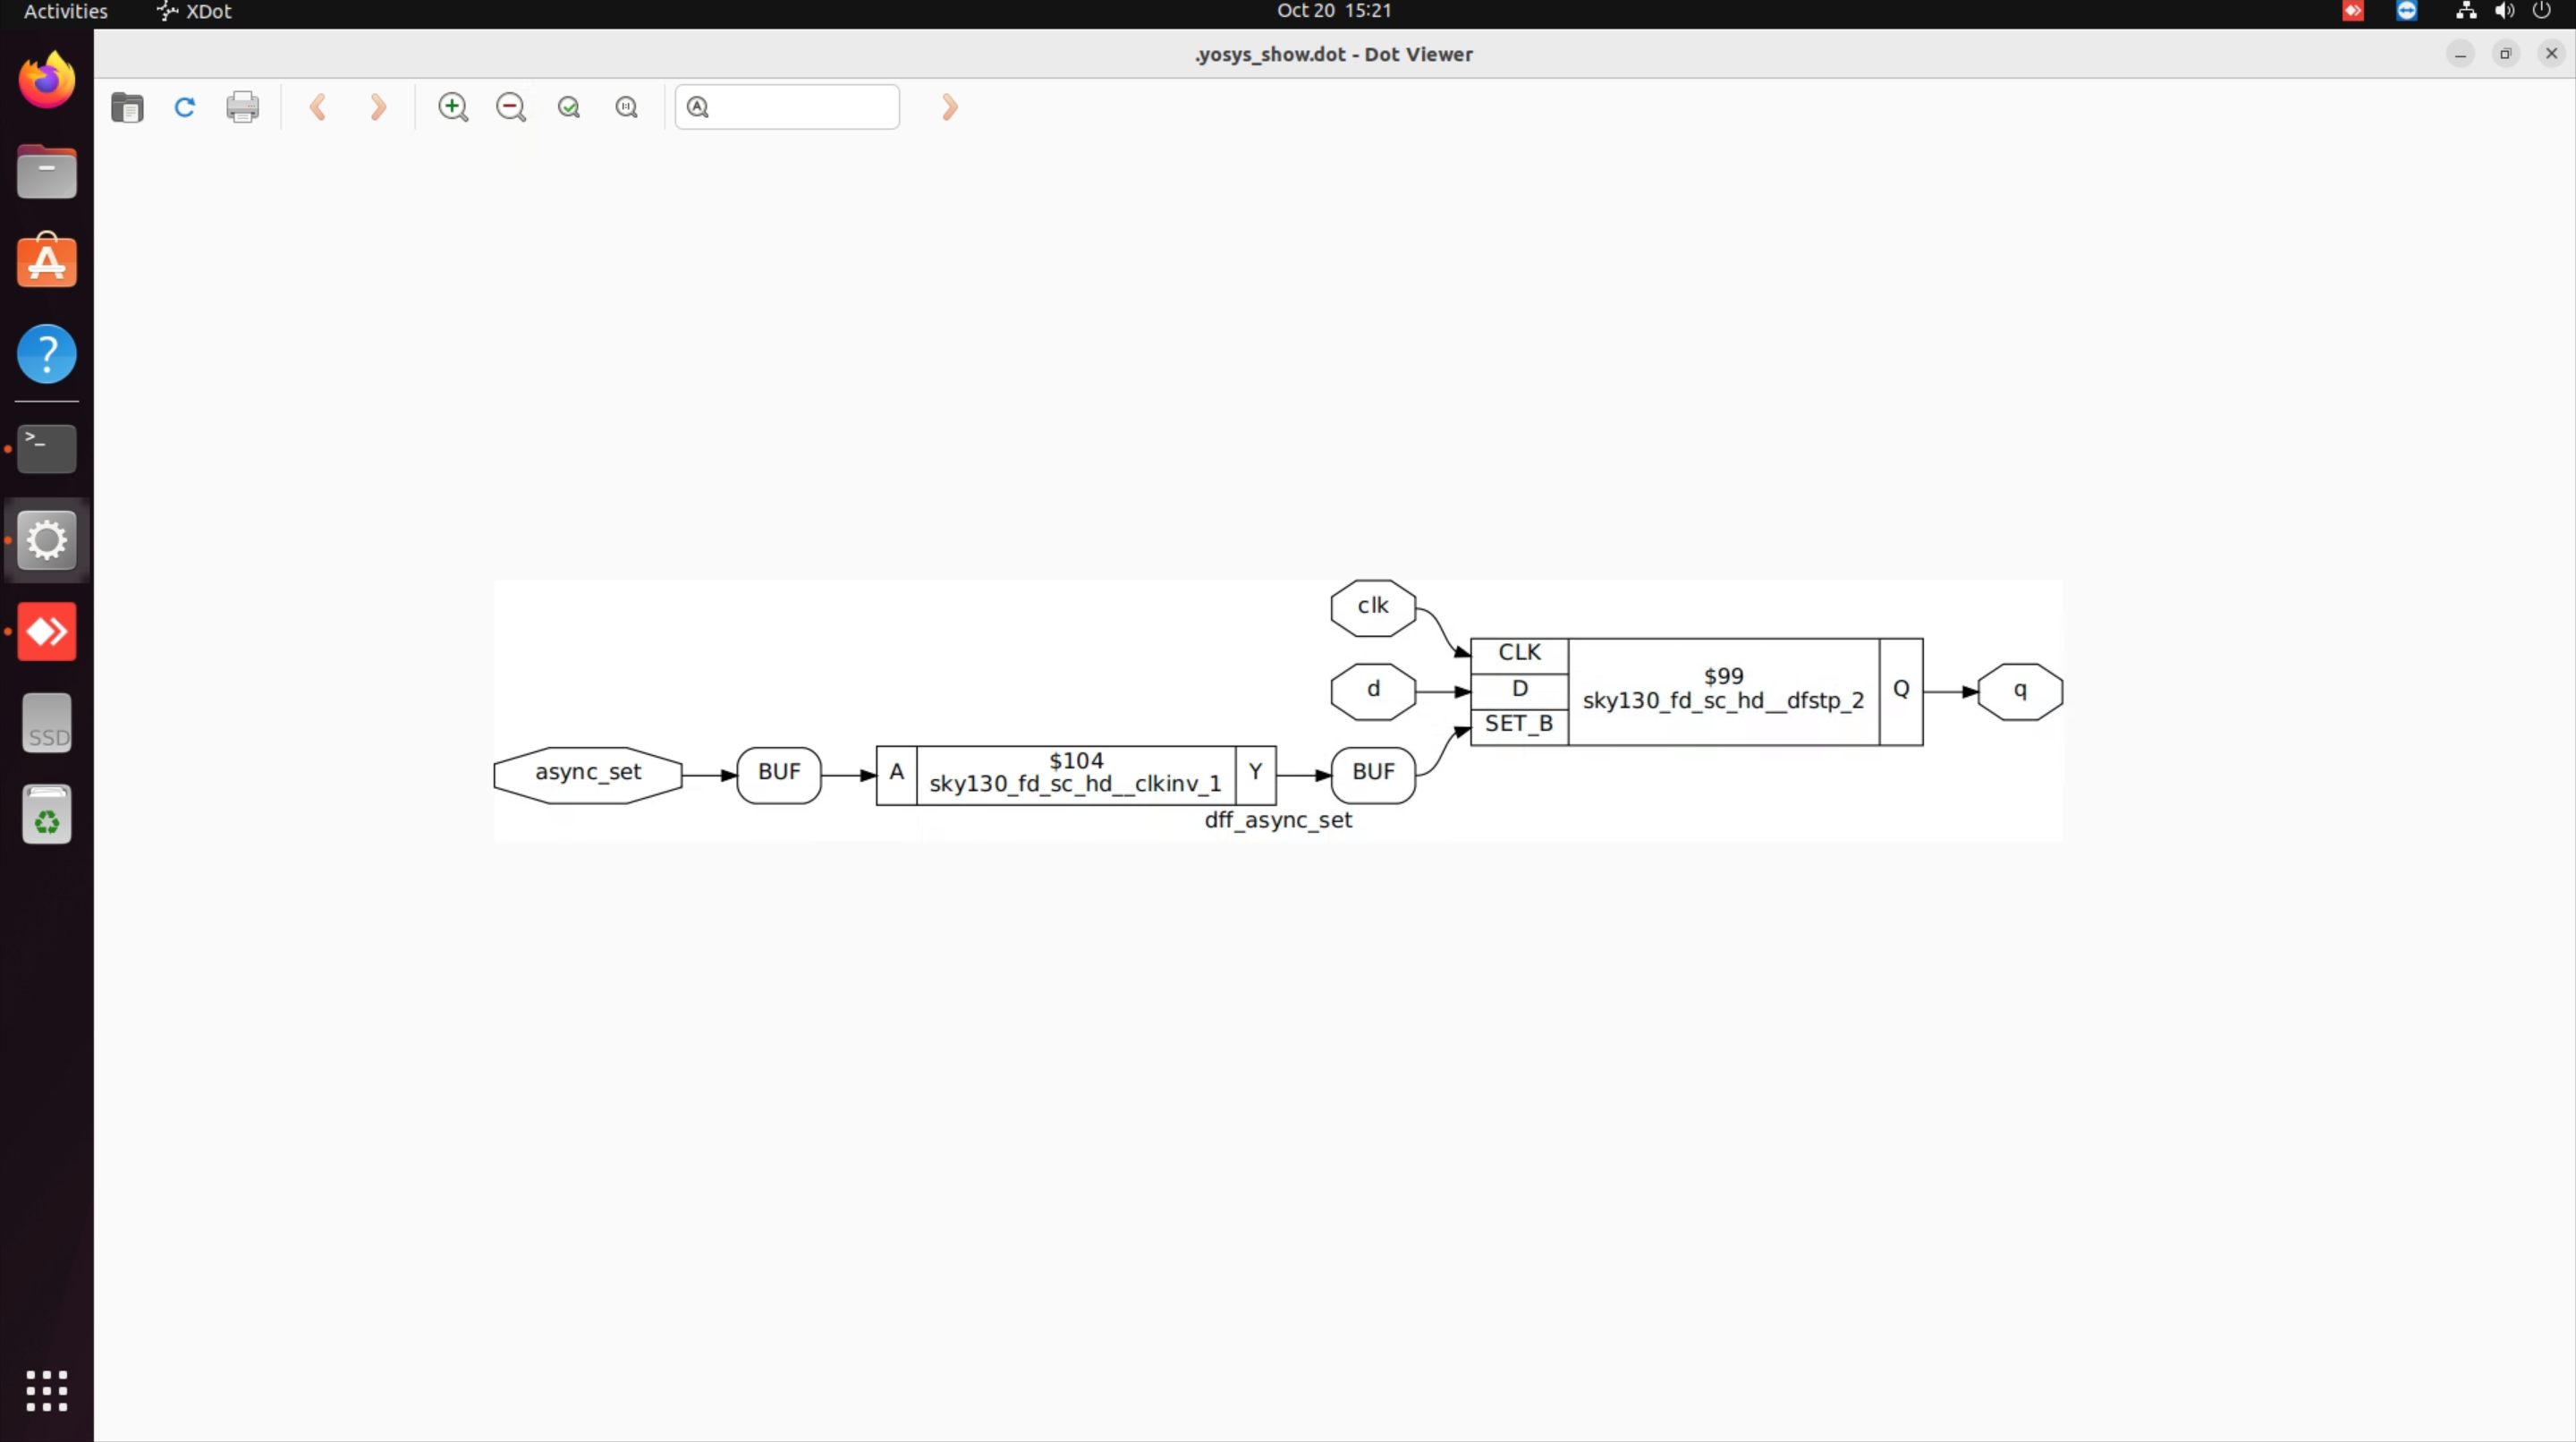 Activities XDot Oct 20 15:21
.yosys_show.dot - Dot Viewer
clk
CLK
d
D
$99
sky130_fd_sc_hd__dfstp_2
Q
q
SET_B
async_set
BUF
A
$104
sky130_fd_sc_hd__clkinv_1
Y
BUF
dff_async_set
SSD